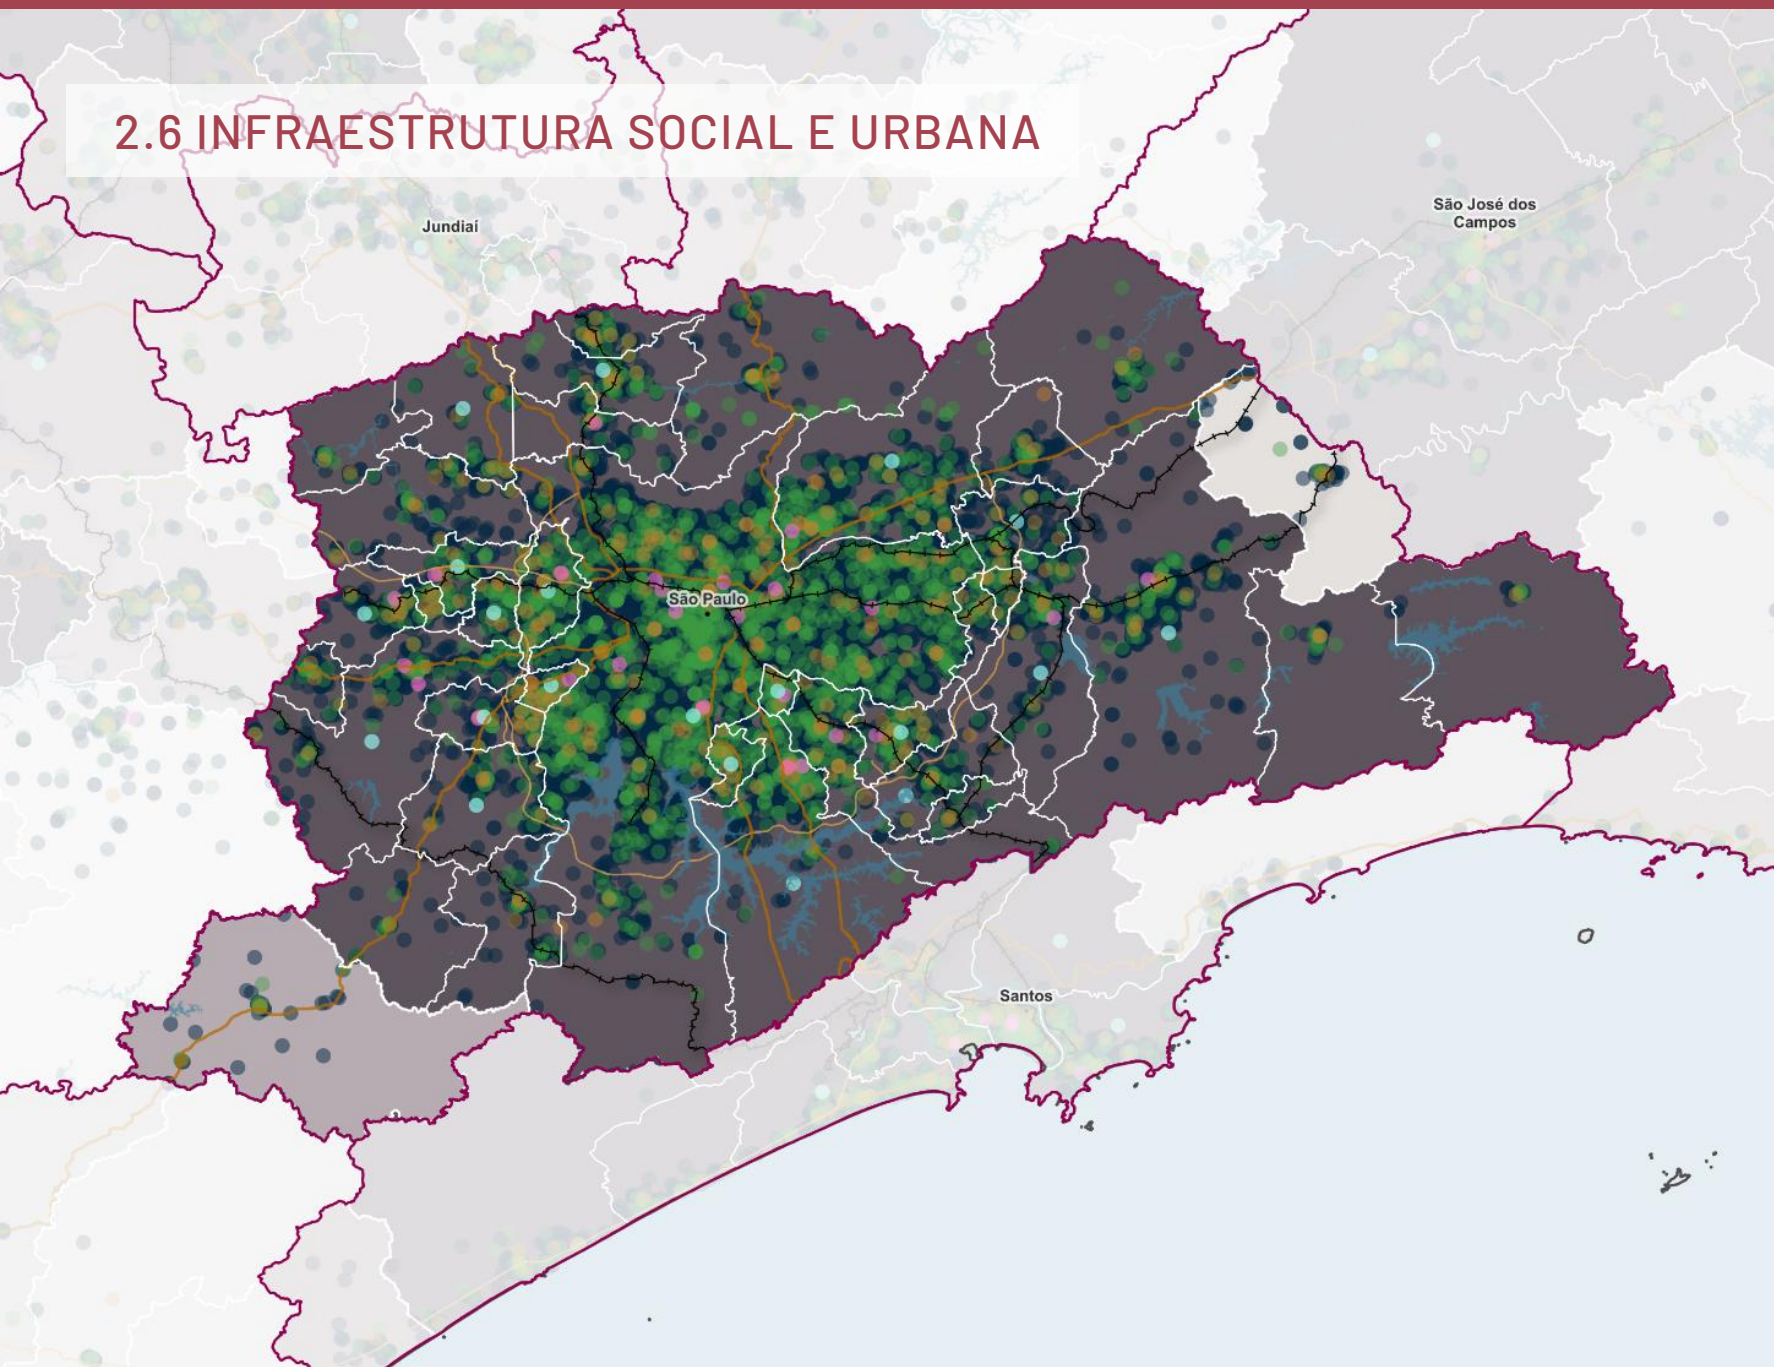 2.6 INFRAESTRUTURA SOCIAL E URBANA
São José dos
Campos
Jundiaí
São Paulo
Santos